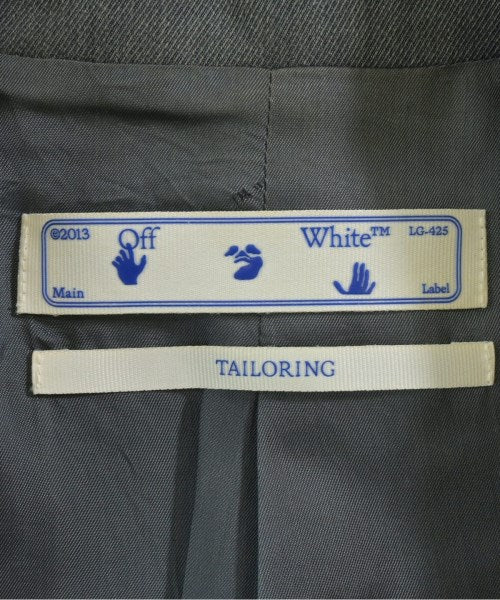 ©2013 Off White™ LG-425
Main Label
TAILORING